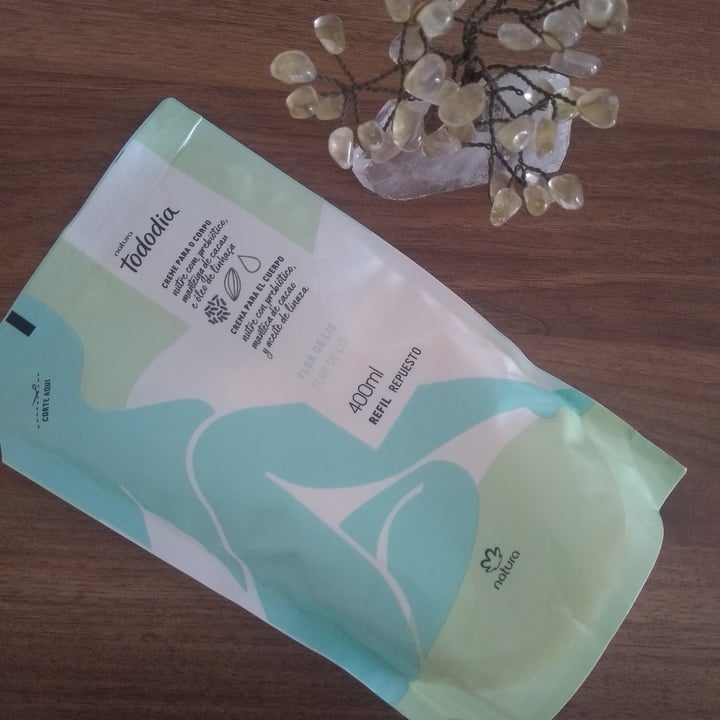 natura
tododia
CREME PARA O CORPO
nutre com prebiótico,
manteiga de cacau
e óleo de linhaça
CREMA PARA EL CUERPO
nutre con prebiótico,
manteca de cacao
y aceite de linaza
FLOR DE LIS
FLOR DE LIS
400ml
REFIL REPUESTO
CORTE AQUI
natura